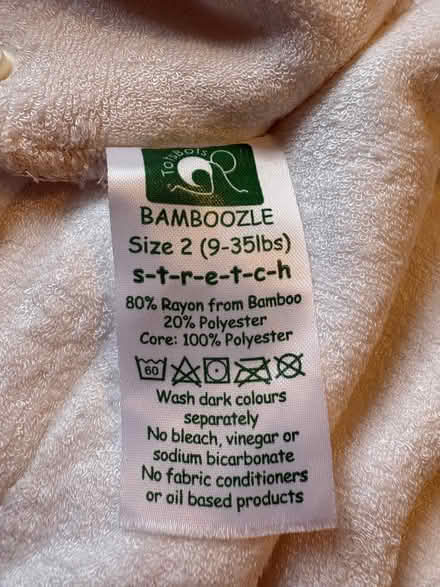 TotsBots
BAMBOOZLE
Size 2 (9-35lbs)
s-t-r-e-t-c-h
80% Rayon from Bamboo
20% Polyester
Core: 100% Polyester
60
Wash dark colours
separately
No bleach, vinegar or
sodium bicarbonate
No fabric conditioners
or oil based products